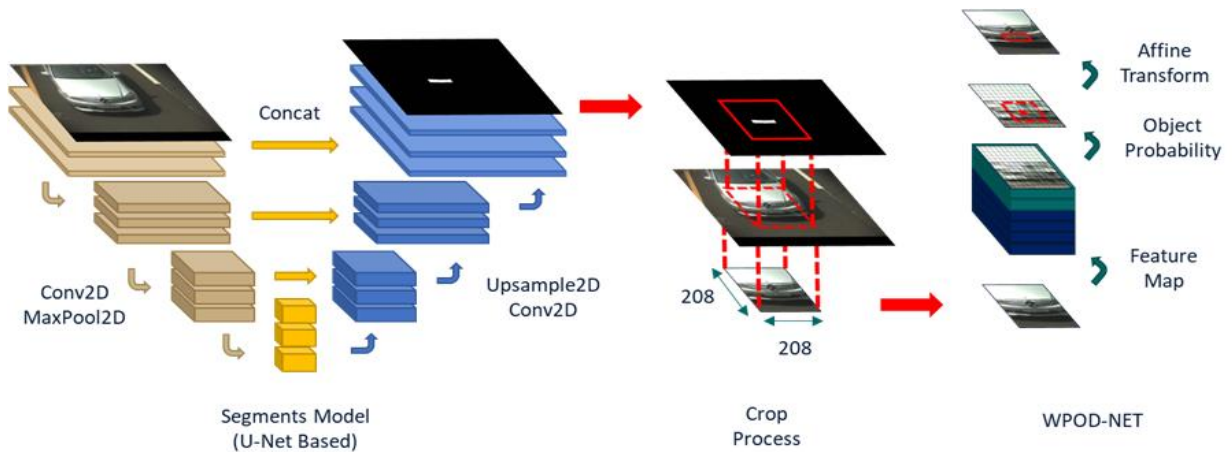 Concat
Conv2D
MaxPool2D
Upsample2D
Conv2D
Segments Model
(U-Net Based)
208
208
Crop
Process
Affine
Transform
Object
Probability
Feature
Map
WPOD-NET